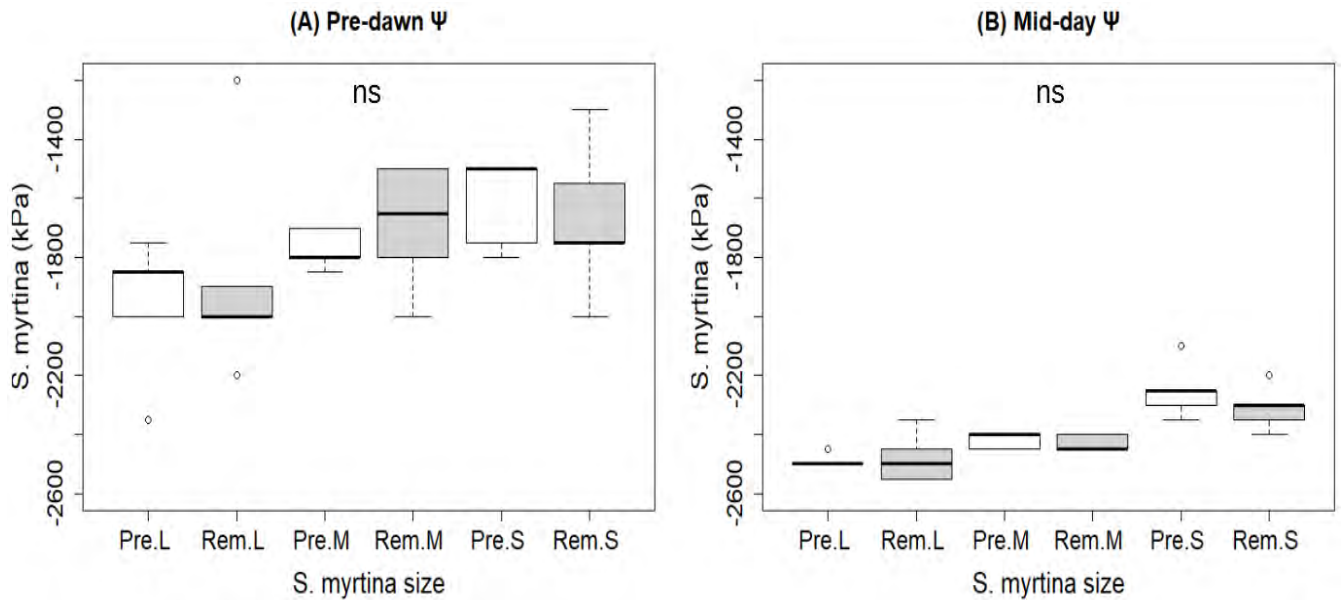 (A) Pre-dawn Ψ
ns
S. myrtina (kPa)
-1400
-1800
-2200
-2600
Pre.L Rem.L Pre.M Rem.M Pre.S Rem.S
S. myrtina size
(B) Mid-day Ψ
ns
S. myrtina (kPa)
-1400
-1800
-2200
-2600
Pre.L Rem.L Pre.M Rem.M Pre.S Rem.S
S. myrtina size